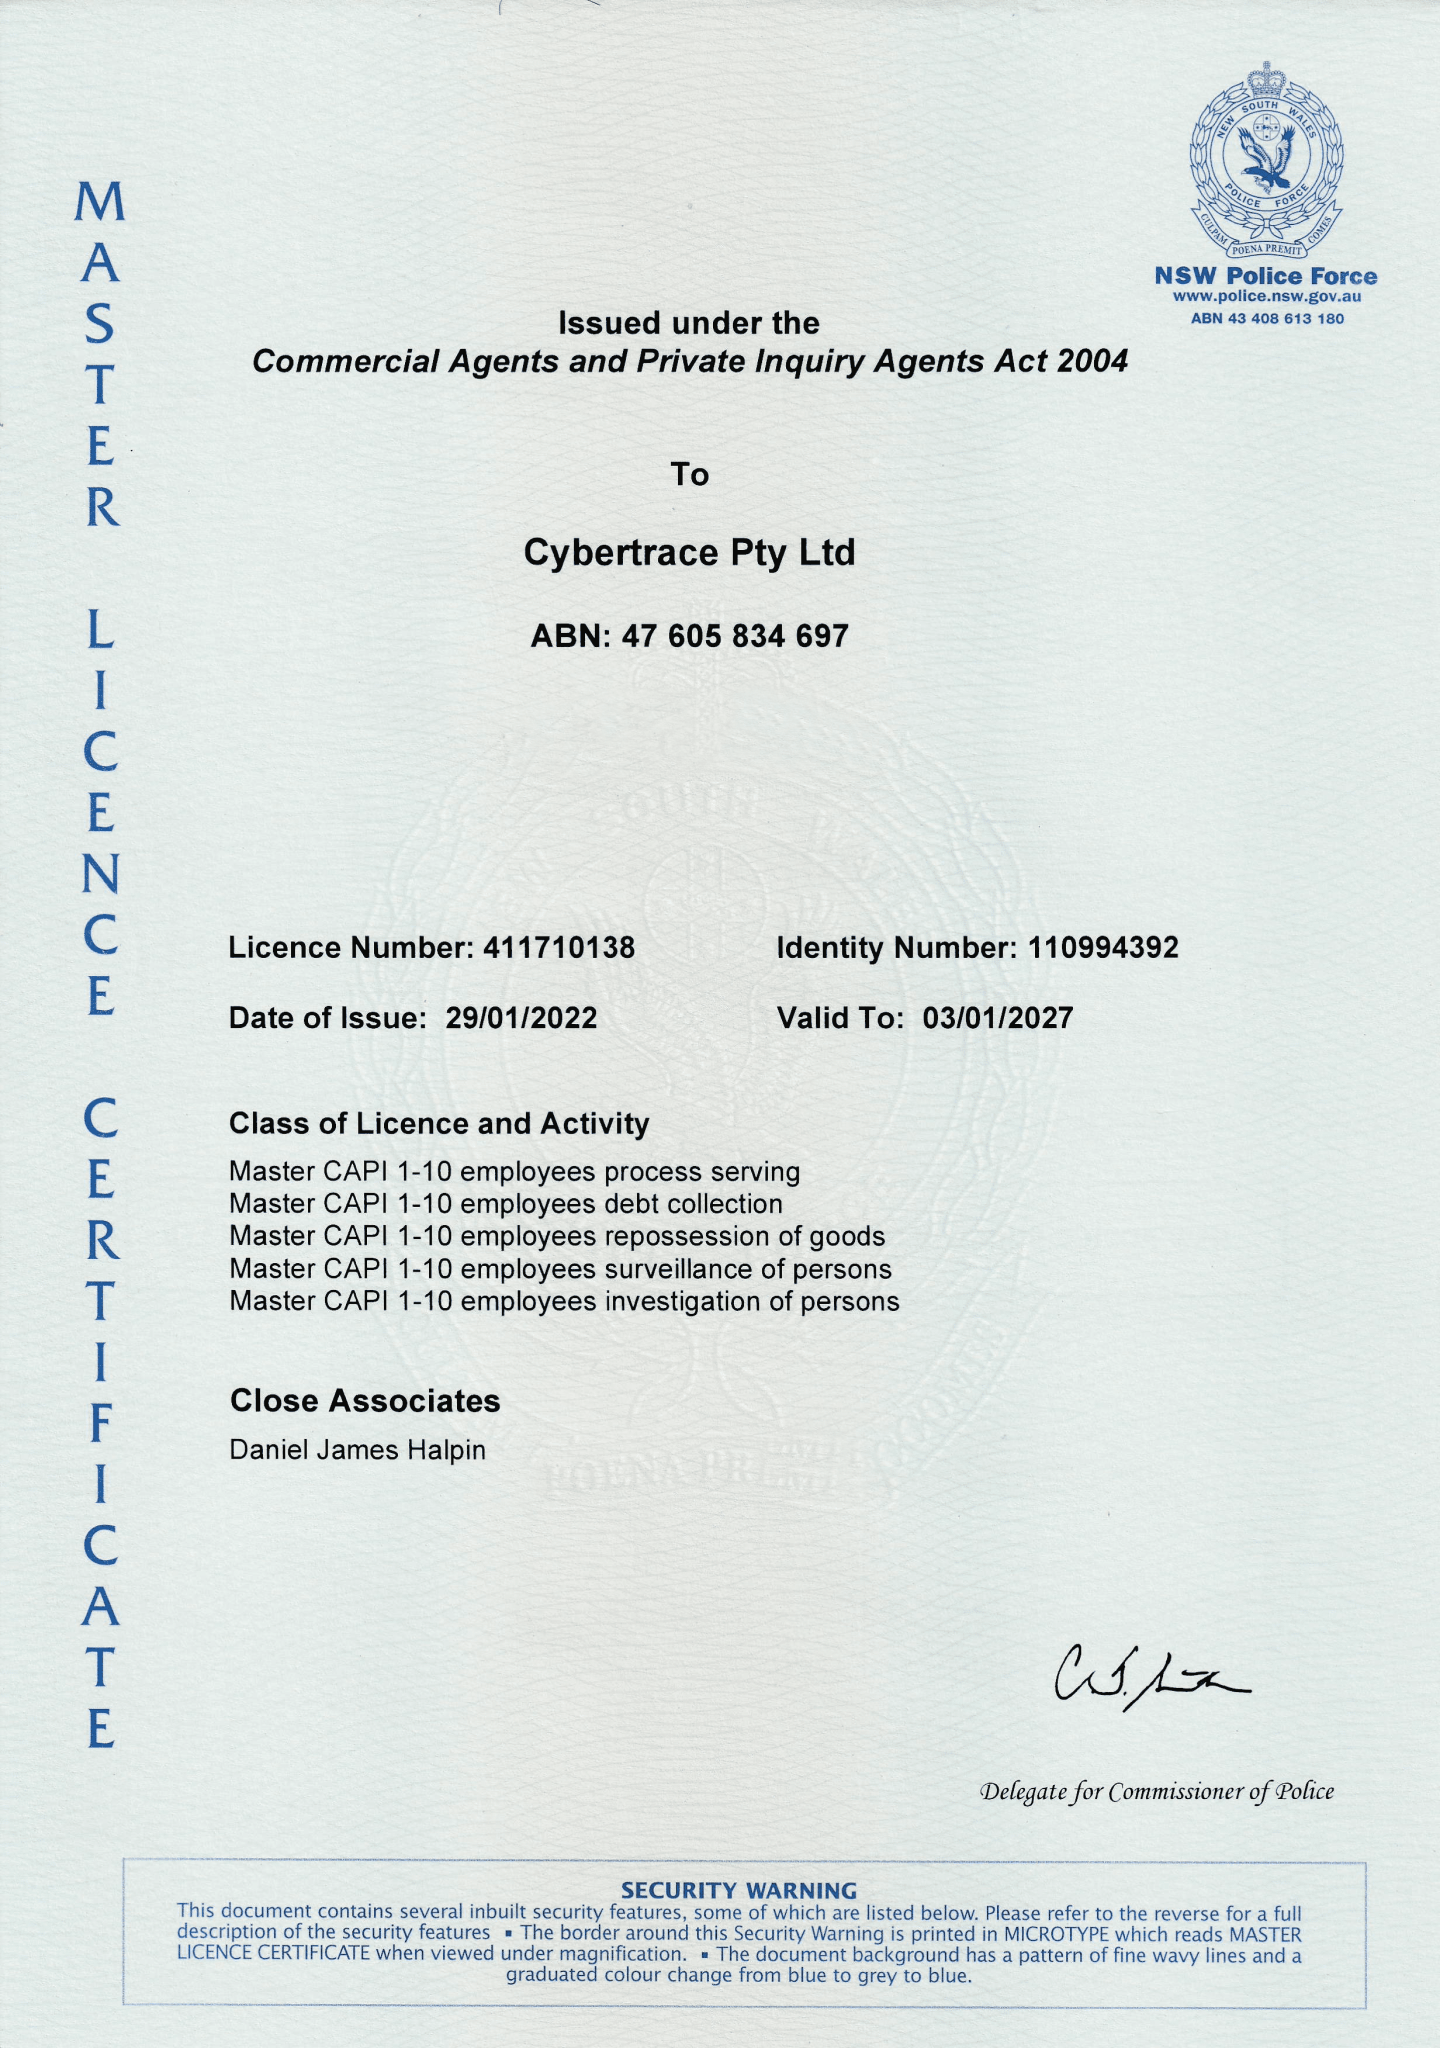 NEW SOUTH WALES
POLICE FORCE
CULPAM POENA PREMIT COMES
NSW Police Force
www.police.nsw.gov.au
ABN 43 408 613 180
MASTER LICENCE CERTIFICATE
Issued under the
Commercial Agents and Private Inquiry Agents Act 2004
To
Cybertrace Pty Ltd
ABN: 47 605 834 697
Licence Number: 411710138 Identity Number: 110994392
Date of Issue: 29/01/2022 Valid To: 03/01/2027
Class of Licence and Activity
Master CAPI 1-10 employees process serving
Master CAPI 1-10 employees debt collection
Master CAPI 1-10 employees repossession of goods
Master CAPI 1-10 employees surveillance of persons
Master CAPI 1-10 employees investigation of persons
Close Associates
Daniel James Halpin
Delegate for Commissioner of Police
SECURITY WARNING
This document contains several inbuilt security features, some of which are listed below. Please refer to the reverse for a full
description of the security features ▪ The border around this Security Warning is printed in MICROTYPE which reads MASTER
LICENCE CERTIFICATE when viewed under magnification. ▪ The document background has a pattern of fine wavy lines and a
graduated colour change from blue to grey to blue.